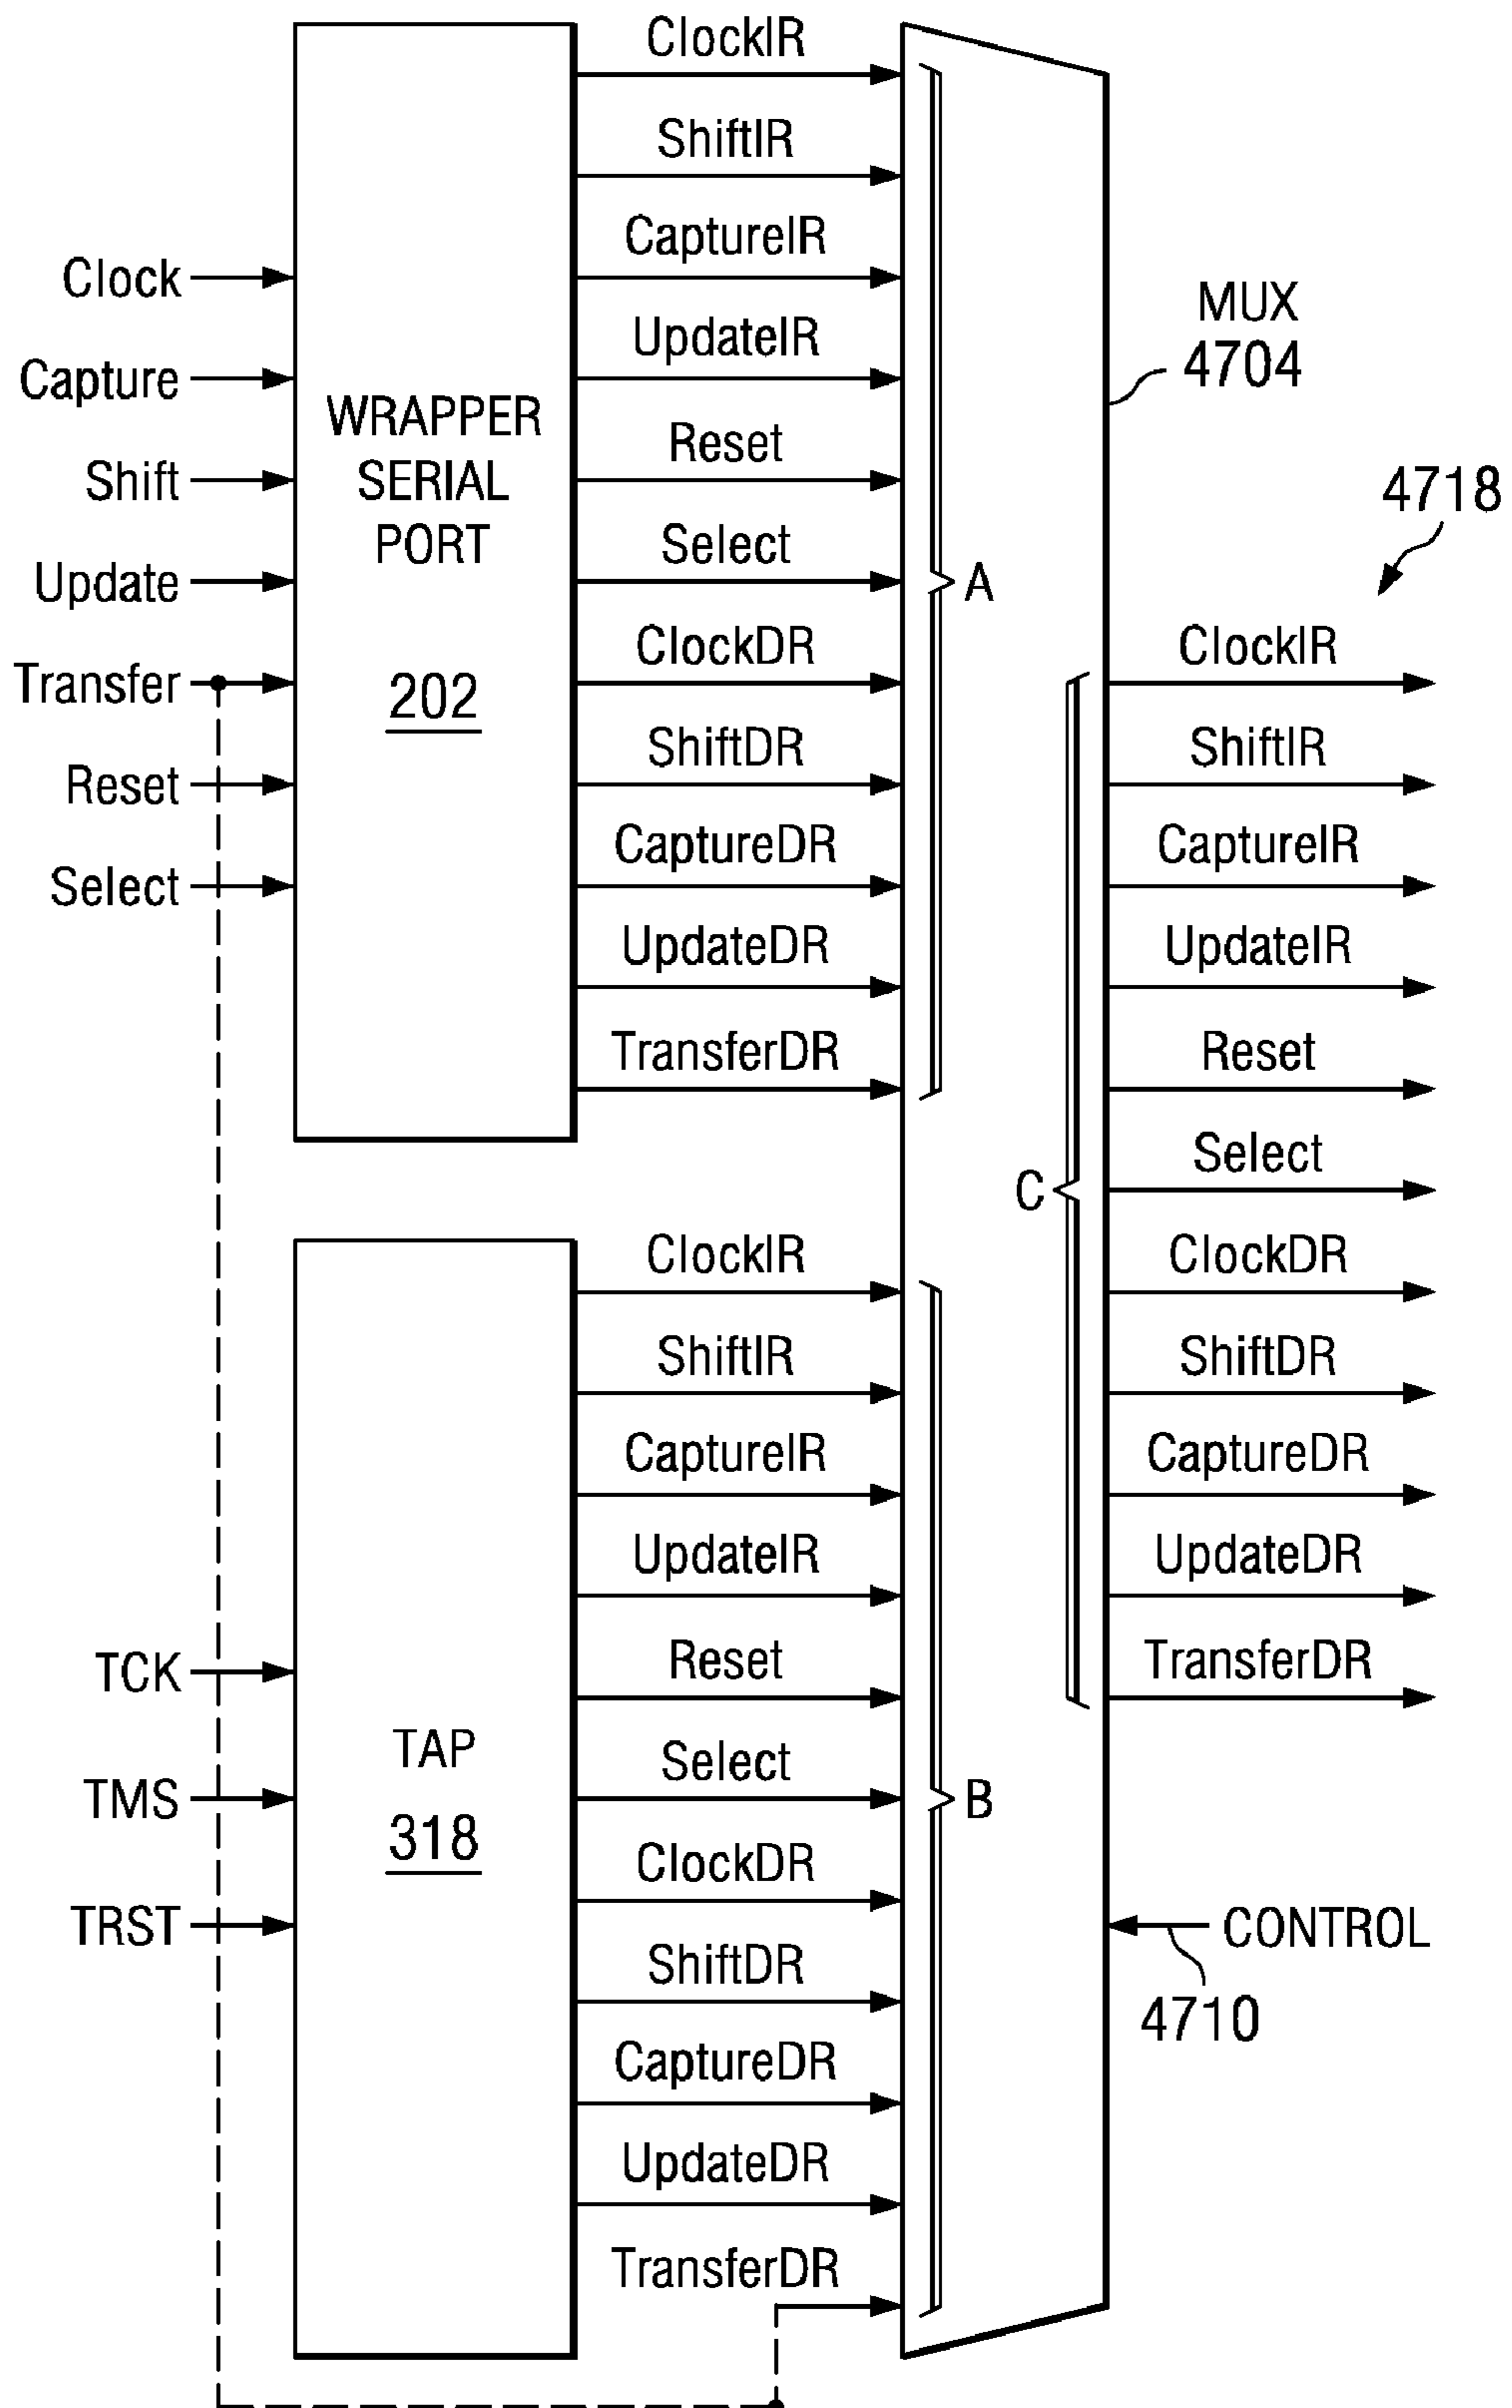 Clock
Capture
Shift
Update
Transfer
Reset
Select
WRAPPER
SERIAL
PORT
202
ClockIR
ShiftIR
CaptureIR
UpdateIR
Reset
Select
ClockDR
ShiftDR
CaptureDR
UpdateDR
TransferDR
A
MUX
4704
4718
TCK
TMS
TRST
TAP
318
ClockIR
ShiftIR
CaptureIR
UpdateIR
Reset
Select
ClockDR
ShiftDR
CaptureDR
UpdateDR
TransferDR
B
C
ClockIR
ShiftIR
CaptureIR
UpdateIR
Reset
Select
ClockDR
ShiftDR
CaptureDR
UpdateDR
TransferDR
CONTROL
4710